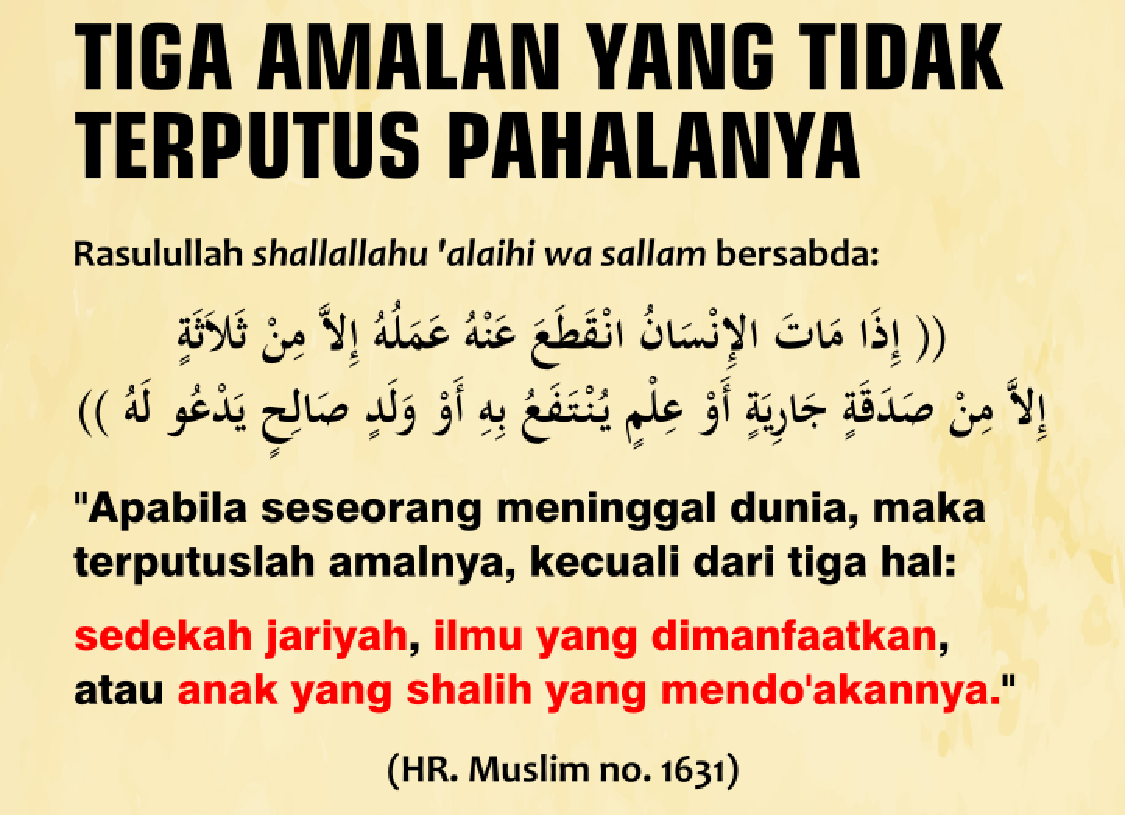 TIGA AMALAN YANG TIDAK
TERPUTUS PAHALANYA
Rasulullah shallallahu 'alaihi wa sallam bersabda:
(( إِذَا مَاتَ الإِنْسَانُ انْقَطَعَ عَنْهُ عَمَلُهُ إِلاَّ مِنْ ثَلاَثَةٍ
إِلاَّ مِنْ صَدَقَةٍ جَارِيَةٍ أَوْ عِلْمٍ يُنْتَفَعُ بِهِ أَوْ وَلَدٍ صَالِحٍ يَدْعُو لَهُ ))
"Apabila seseorang meninggal dunia, maka
terputuslah amalnya, kecuali dari tiga hal:
sedekah jariyah, ilmu yang dimanfaatkan,
atau anak yang shalih yang mendo'akannya."
(HR. Muslim no. 1631)